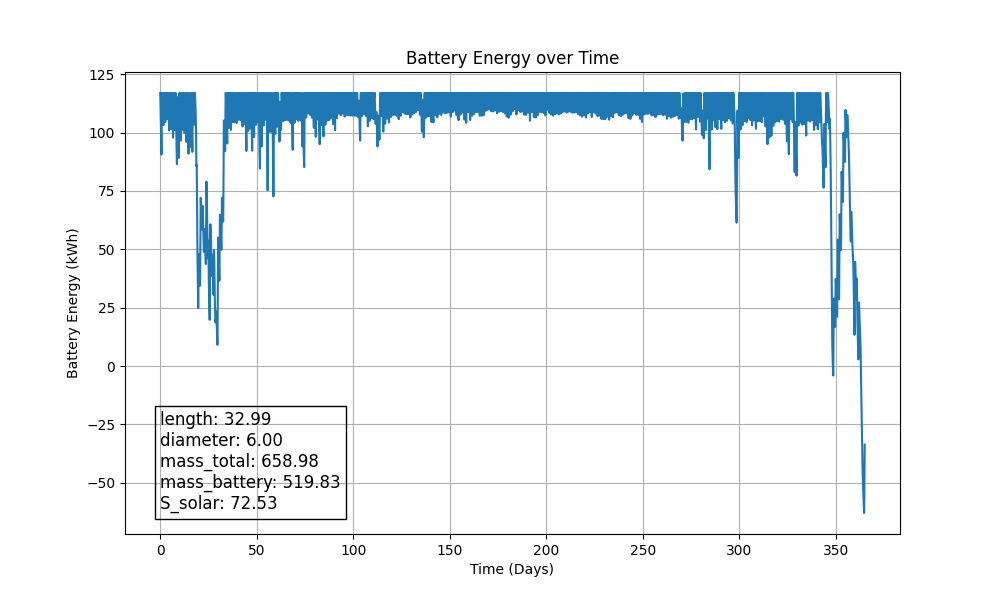 Battery Energy over Time
Battery Energy (kWh)
125
100
75
50
25
0
−25
−50
length: 32.99
diameter: 6.00
mass_total: 658.98
mass_battery: 519.83
S_solar: 72.53
0 50 100 150 200 250 300 350
Time (Days)